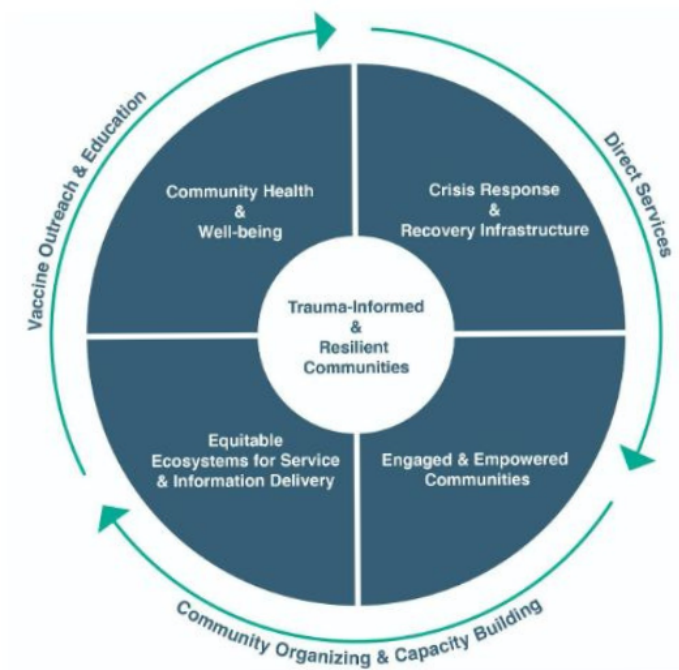 Vaccine Outreach & Education
Direct Services
Community Health
&
Well-being
Crisis Response
&
Recovery Infrastructure
Trauma-Informed
&
Resilient
Communities
Equitable
Ecosystems for Service
& Information Delivery
Engaged & Empowered
Communities
Community Organizing & Capacity Building